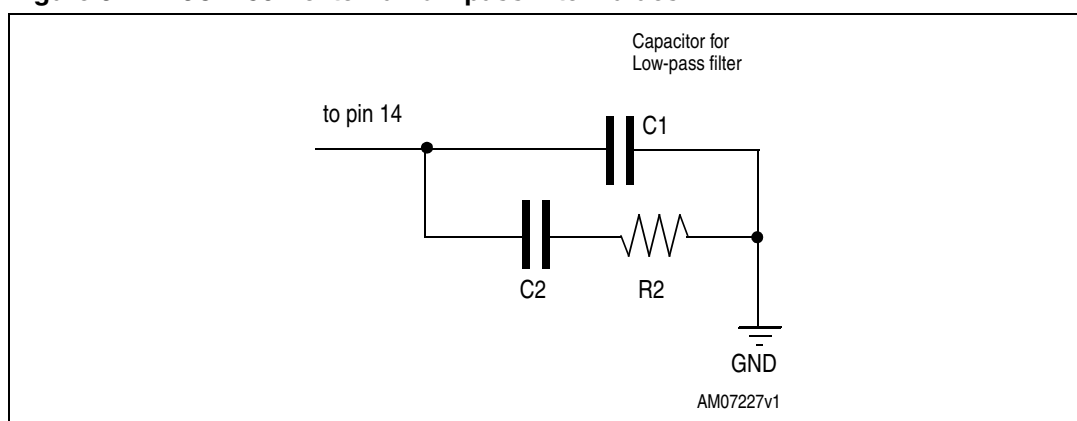 Capacitor for
Low-pass filter
to pin 14
C1
C2
R2
GND
AM07227v1